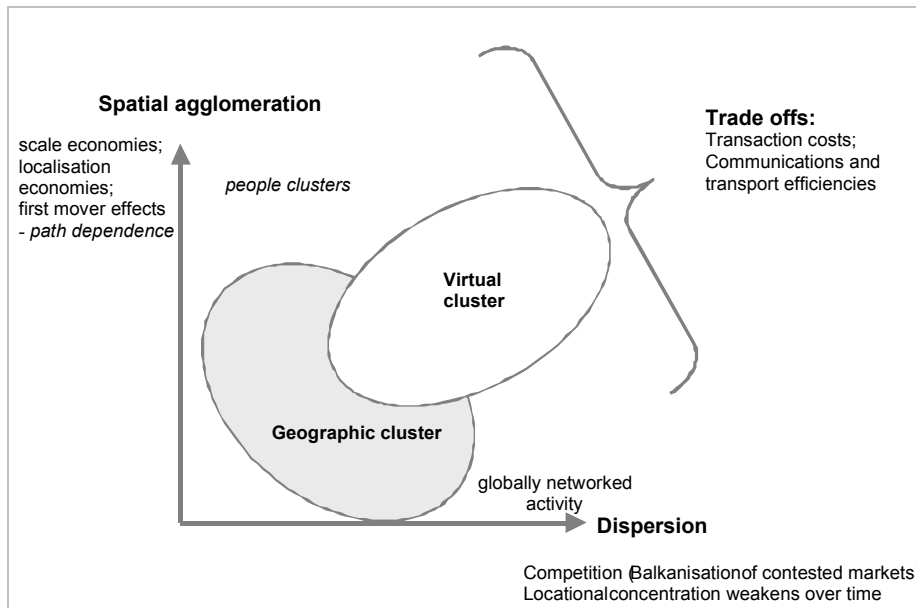 Spatial agglomeration
scale economies;
localisation
economies;
first mover effects
- path dependence
people clusters
Trade offs:
Transaction costs;
Communications and
transport efficiencies
Virtual
cluster
Geographic cluster
globally networked
activity
Dispersion
Competition (Balkanisation of contested markets
Locational concentration weakens over time